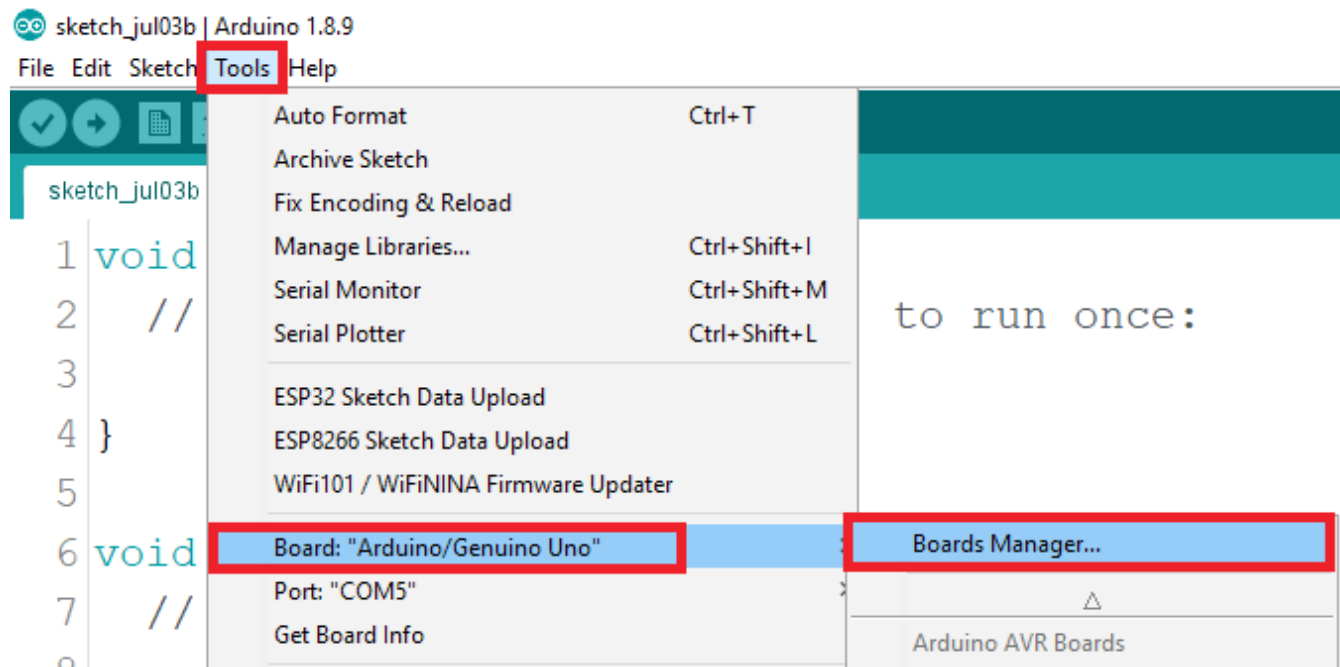 sketch_jul03b | Arduino 1.8.9
File Edit Sketch Tools Help
sketch_jul03b
Auto Format Ctrl+T
Archive Sketch
Fix Encoding & Reload
Manage Libraries... Ctrl+Shift+I
Serial Monitor Ctrl+Shift+M
Serial Plotter Ctrl+Shift+L
ESP32 Sketch Data Upload
ESP8266 Sketch Data Upload
WiFi101 / WiFiNINA Firmware Updater
Board: "Arduino/Genuino Uno"
Port: "COM5"
Get Board Info
Boards Manager...
Arduino AVR Boards
1 void
2 // to run once:
3
4 }
5
6 void
7 //